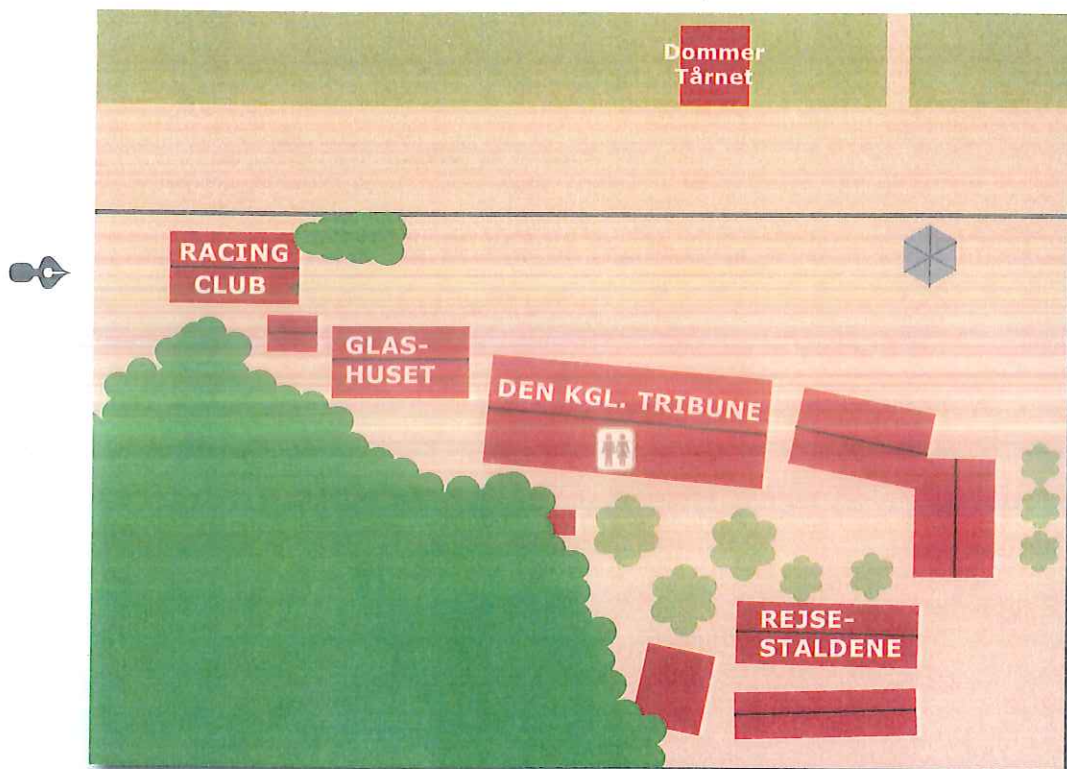 Dommer
Tårnet
RACING
CLUB
GLAS-
HUSET
DEN KGL. TRIBUNE
REJSE-
STALDENE